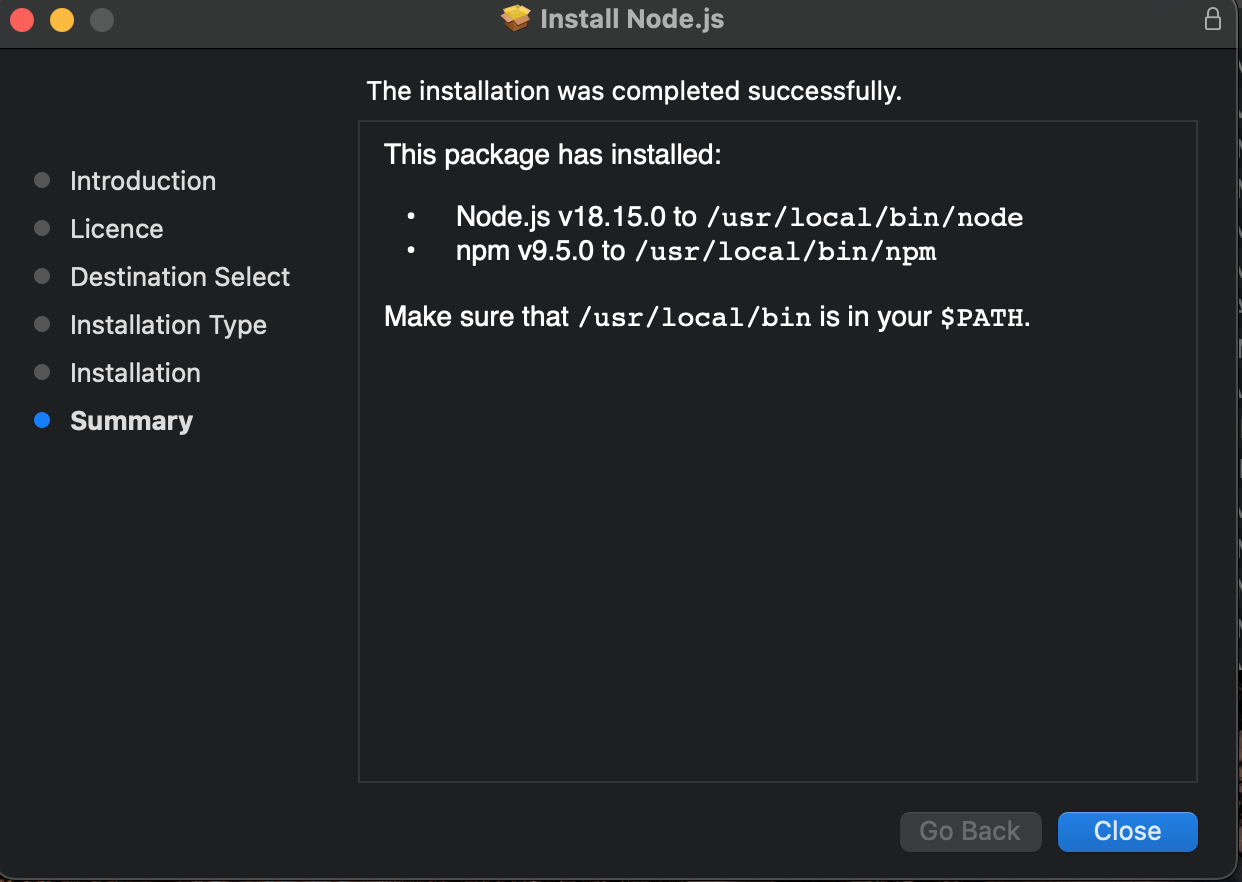 Install Node.js
The installation was completed successfully.
Introduction
Licence
Destination Select
Installation Type
Installation
Summary
This package has installed:
• Node.js v18.15.0 to /usr/local/bin/node
• npm v9.5.0 to /usr/local/bin/npm
Make sure that /usr/local/bin is in your $PATH.
Go Back
Close